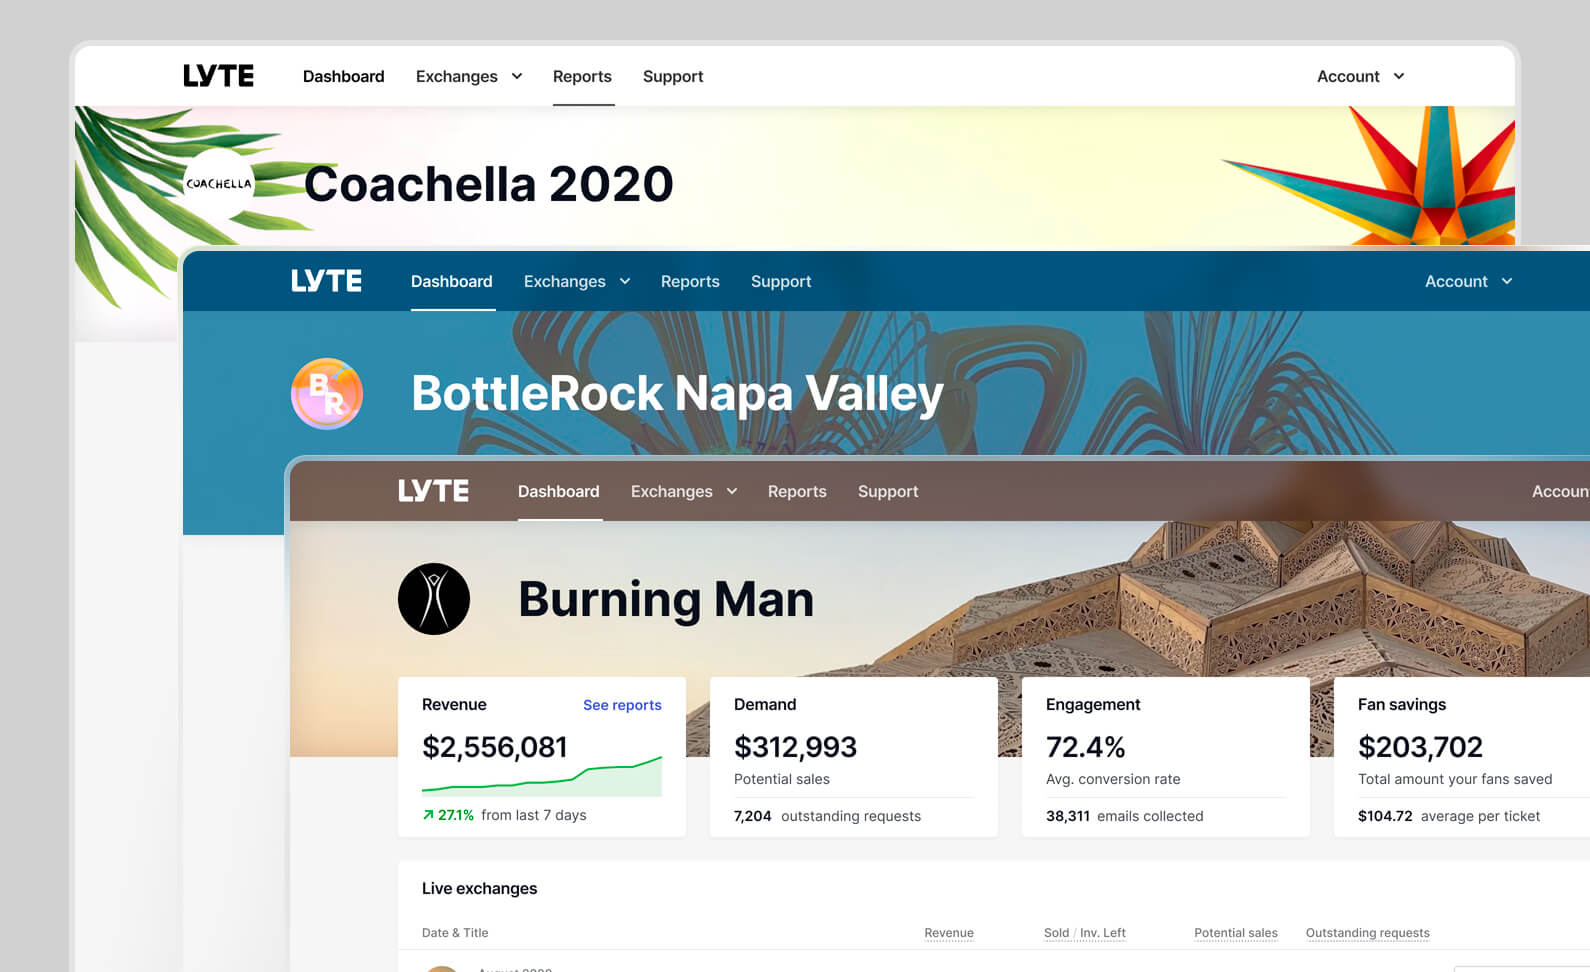 LYTE Dashboard Exchanges Reports Support Account
COACHELLA
Coachella 2020
LYTE Dashboard Exchanges Reports Support Account
BR
BottleRock Napa Valley
LYTE Dashboard Exchanges Reports Support Accoun
Burning Man
Revenue See reports
$2,556,081
27.1% from last 7 days
Demand
$312,993
Potential sales
7,204 outstanding requests
Engagement
72.4%
Avg. conversion rate
38,311 emails collected
Fan savings
$203,702
Total amount your fans saved
$104.72 average per ticket
Live exchanges
Date & Title Revenue Sold / Inv. Left Potential sales Outstanding requests